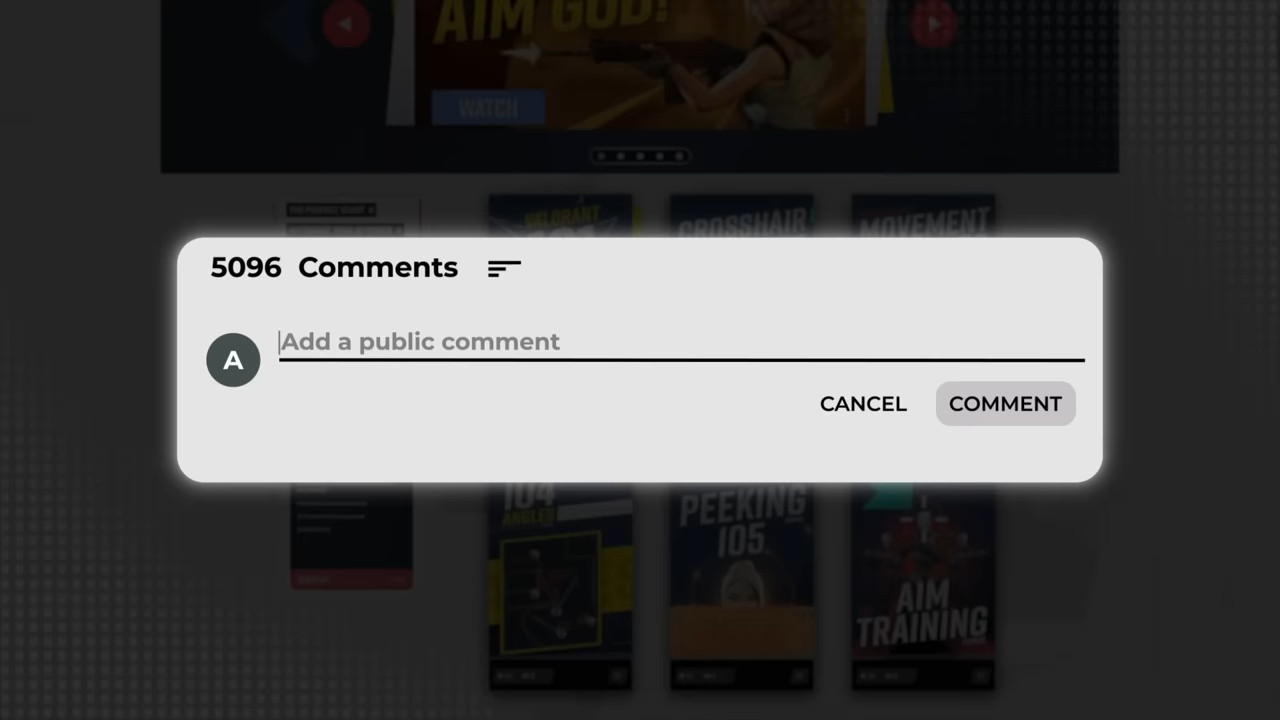 AIM GOD!
WATCH
VALORANT
CROSSHAIR
MOVEMENT
5096 Comments
A
Add a public comment
CANCEL
COMMENT
104
ANGLES
PEEKING
105
AIM
TRAINING